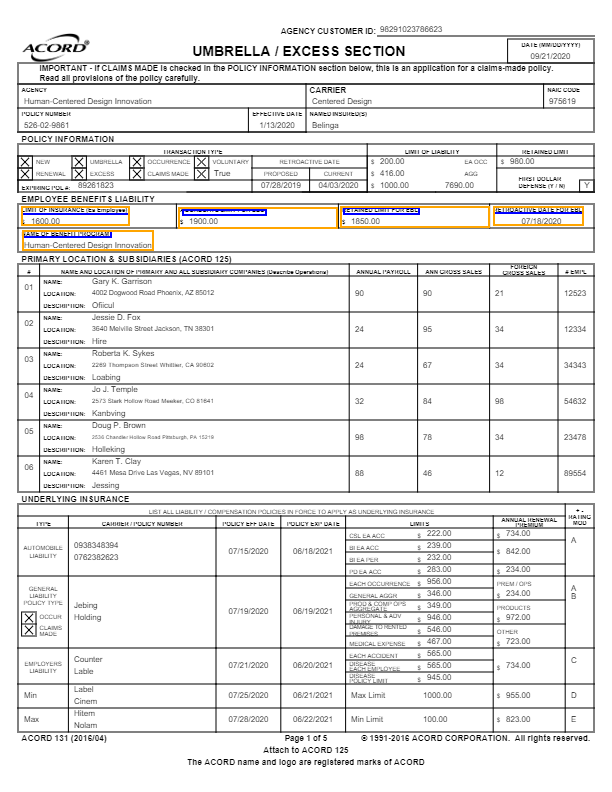 AGENCY CUSTOMER ID: 98291023786623
ACORD
UMBRELLA / EXCESS SECTION
DATE (MM/DD/YYYY)
09/21/2020
IMPORTANT - If CLAIMS MADE is checked in the POLICY INFORMATION section below, this is an application for a claims-made policy.
Read all provisions of the policy carefully.
AGENCY CARRIER NAIC CODE
Human-Centered Design Innovation Centered Design 975619
POLICY NUMBER EFFECTIVE DATE NAMED INSURED(S)
526-02-9861 1/13/2020 Belinga
POLICY INFORMATION
TRANSACTION TYPE LIMIT OF LIABILITY RETAINED LIMIT
NEW UMBRELLA OCCURRENCE VOLUNTARY RETROACTIVE DATE $ 200.00 EA OCC $ 980.00
RENEWAL EXCESS CLAIMS MADE True PROPOSED CURRENT $ 416.00 AGG FIRST DOLLAR
EXPIRING POL #: 89261823 07/28/2019 04/03/2020 $ 1000.00 7690.00 DEFENSE (Y / N) Y
EMPLOYEE BENEFITS LIABILITY
LIMIT OF INSURANCE (Ea Employee) RETAINED LIMIT FOR EBL RETROACTIVE DATE FOR EBL
$ 1600.00 $ 1900.00 $ 1850.00 07/18/2020
NAME OF BENEFIT PROGRAM
Human-Centered Design Innovation
PRIMARY LOCATION & SUBSIDIARIES (ACORD 125)
# NAME AND LOCATION OF PRIMARY AND ALL SUBSIDIARY COMPANIES (Describe Operations) ANNUAL PAYROLL ANN GROSS SALES FOREIGN GROSS SALES # EMPL
01 NAME: Gary K. Garrison
LOCATION: 4002 Dogwood Road Phoenix, AZ 85012 90 90 21 12523
DESCRIPTION: Ofiicul
02 NAME: Jessie D. Fox
LOCATION: 3640 Melville Street Jackson, TN 38301 24 95 34 12334
DESCRIPTION: Hire
03 NAME: Roberta K. Sykes
LOCATION: 2269 Thompson Street Whittier, CA 90602 24 67 34 34343
DESCRIPTION: Loabing
04 NAME: Jo J. Temple
LOCATION: 2573 Stark Hollow Road Meeker, CO 81641 32 84 98 54632
DESCRIPTION: Kanbving
05 NAME: Doug P. Brown
LOCATION: 2536 Chandler Hollow Road Pittsburgh, PA 15219 98 78 34 23478
DESCRIPTION: Holleking
06 NAME: Karen T. Clay
LOCATION: 4461 Mesa Drive Las Vegas, NV 89101 88 46 12 89554
DESCRIPTION: Jessing
UNDERLYING INSURANCE
LIST ALL LIABILITY / COMPENSATION POLICIES IN FORCE TO APPLY AS UNDERLYING INSURANCE + -
TYPE CARRIER / POLICY NUMBER POLICY EFF DATE POLICY EXP DATE LIMITS ANNUAL RENEWAL PREMIUM RATING MOD
AUTOMOBILE LIABILITY 0938348394 07/15/2020 06/18/2021 CSL EA ACC $ 222.00 $ 734.00 A
0762382623 BI EA ACC $ 239.00 $ 842.00
BI EA PER $ 232.00
PD EA ACC $ 283.00 $ 234.00
GENERAL LIABILITY Jebing 07/19/2020 06/19/2021 EACH OCCURRENCE $ 956.00 PREM / OPS A
POLICY TYPE Holding GENERAL AGGR $ 346.00 $ 234.00 B
OCCUR PROD & COMP OPS AGGREGATE $ 349.00 PRODUCTS
CLAIMS MADE PERSONAL & ADV INJURY $ 946.00 $ 972.00
DAMAGE TO RENTED PREMISES $ 546.00 OTHER
MEDICAL EXPENSE $ 467.00 $ 723.00
EMPLOYERS LIABILITY Counter 07/21/2020 06/20/2021 EACH ACCIDENT $ 565.00 $ 734.00 C
Lable DISEASE EACH EMPLOYEE $ 565.00
DISEASE POLICY LIMIT $ 945.00
Min Label 07/25/2020 06/21/2021 Max Limit 1000.00 $ 955.00 D
Cinem
Max Hitem 07/28/2020 06/22/2021 Min Limit 100.00 $ 823.00 E
Nolam
ACORD 131 (2016/04) Page 1 of 5 © 1991-2016 ACORD CORPORATION. All rights reserved.
Attach to ACORD 125
The ACORD name and logo are registered marks of ACORD